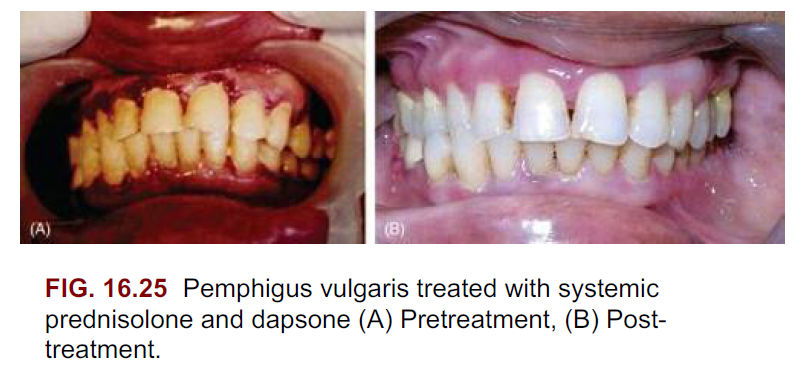 (A)
(B)
FIG. 16.25 Pemphigus vulgaris treated with systemic
prednisolone and dapsone (A) Pretreatment, (B) Post-
treatment.